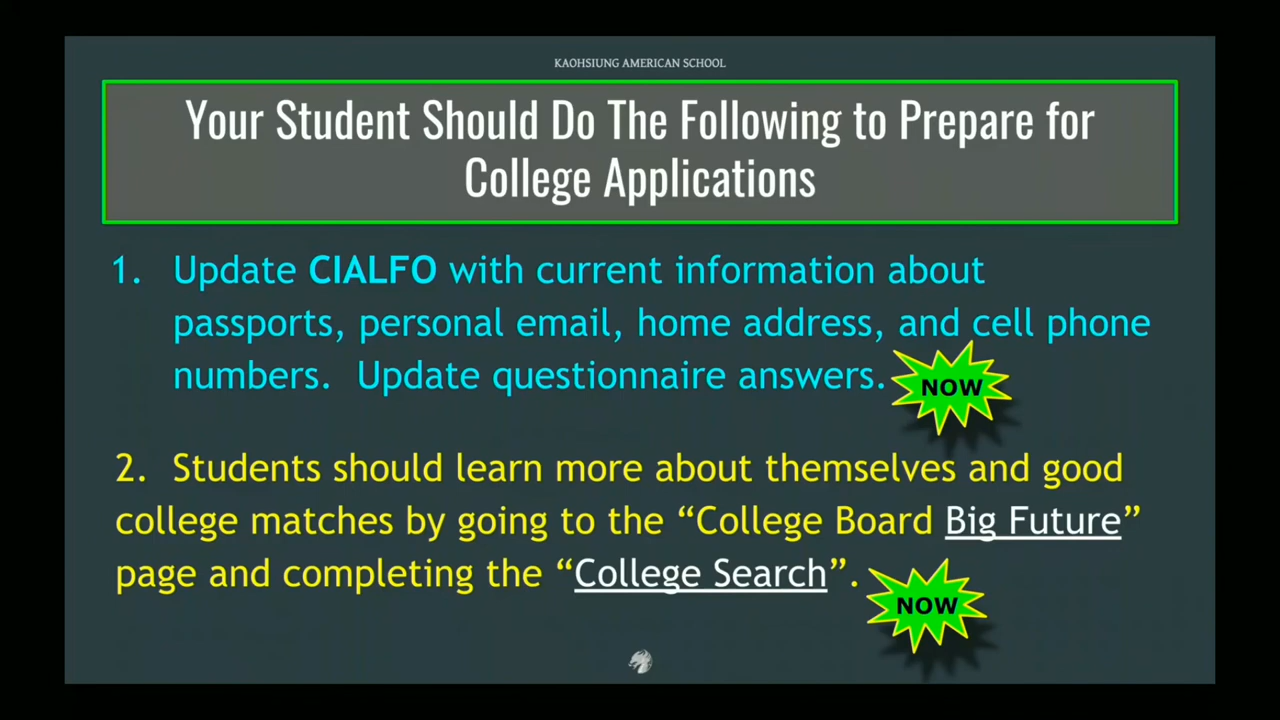 KAOHSIUNG AMERICAN SCHOOL
Your Student Should Do The Following to Prepare for
College Applications
1. Update CIALFO with current information about
passports, personal email, home address, and cell phone
numbers. Update questionnaire answers.
NOW
2. Students should learn more about themselves and good
college matches by going to the “College Board Big Future”
page and completing the “College Search”.
NOW